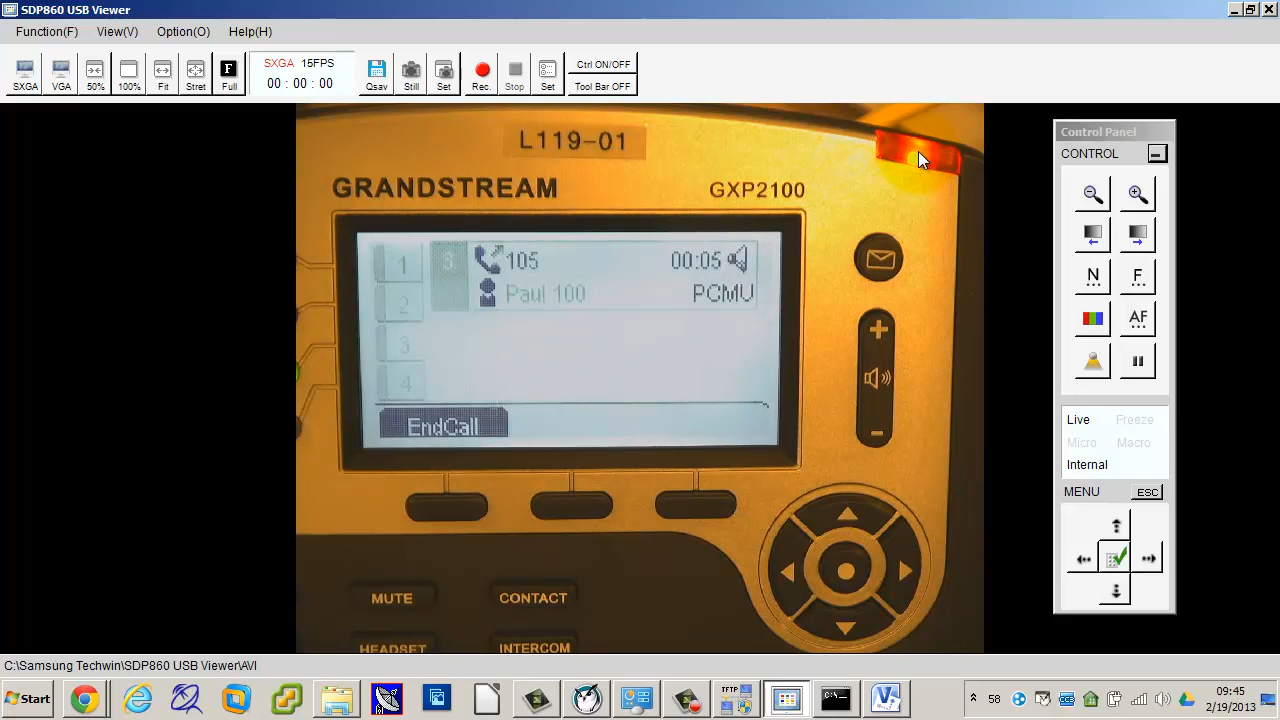 SDP860 USB Viewer
Function(F) View(V) Option(O) Help(H)
SXGA 15FPS
00 : 00 : 00
SXGA VGA 50% 100% Fit Stret Full Qsav Still Set Rec. Stop Set
F
Ctrl ON/OFF
Tool Bar OFF
L119-01
GRANDSTREAM GXP2100
1 3 105 00:05
2 Paul 100 PCMU
3
4
EndCall
MUTE CONTACT
HEADSET INTERCOM
Control Panel
CONTROL
N F
AF
Live Freeze
Micro Macro
Internal
MENU ESC
C:\Samsung Techwin\SDP860 USB Viewer\AVI
Start
TFTP
58
CCB
09:45
2/19/2013